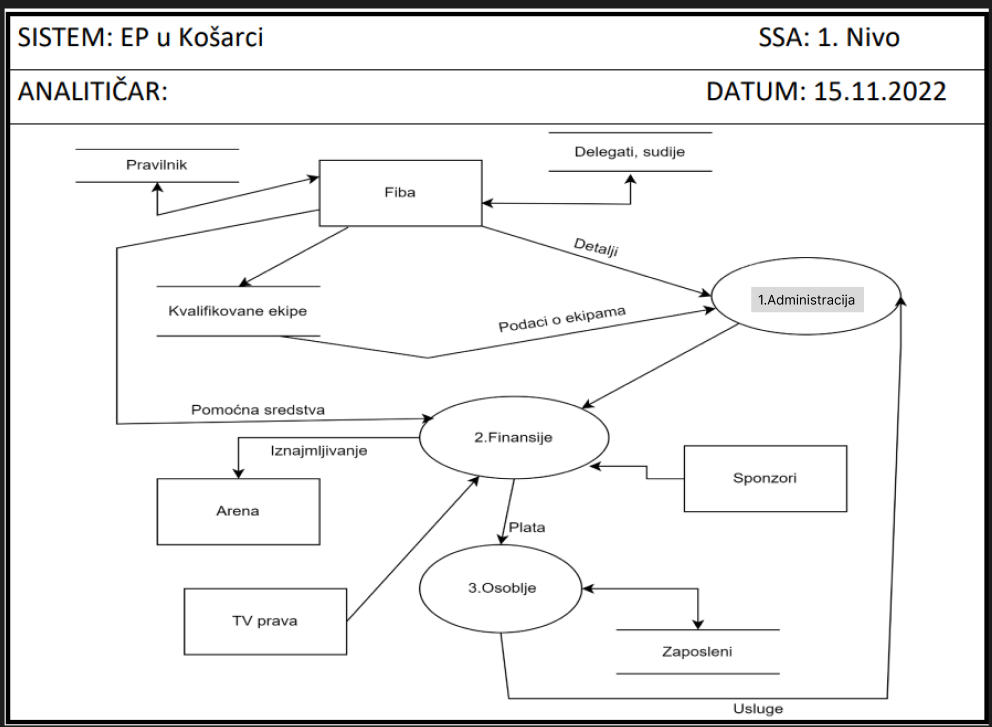 SISTEM: EP u Košarci
SSA: 1. Nivo
ANALITIČAR:
DATUM: 15.11.2022
Pravilnik
Delegati, sudije
Fiba
Detalji
1.Administracija
Kvalifikovane ekipe
Podaci o ekipama
Pomoćna sredstva
2.Finansije
Iznajmljivanje
Sponzori
Arena
Plata
3.Osoblje
TV prava
Zaposleni
Usluge